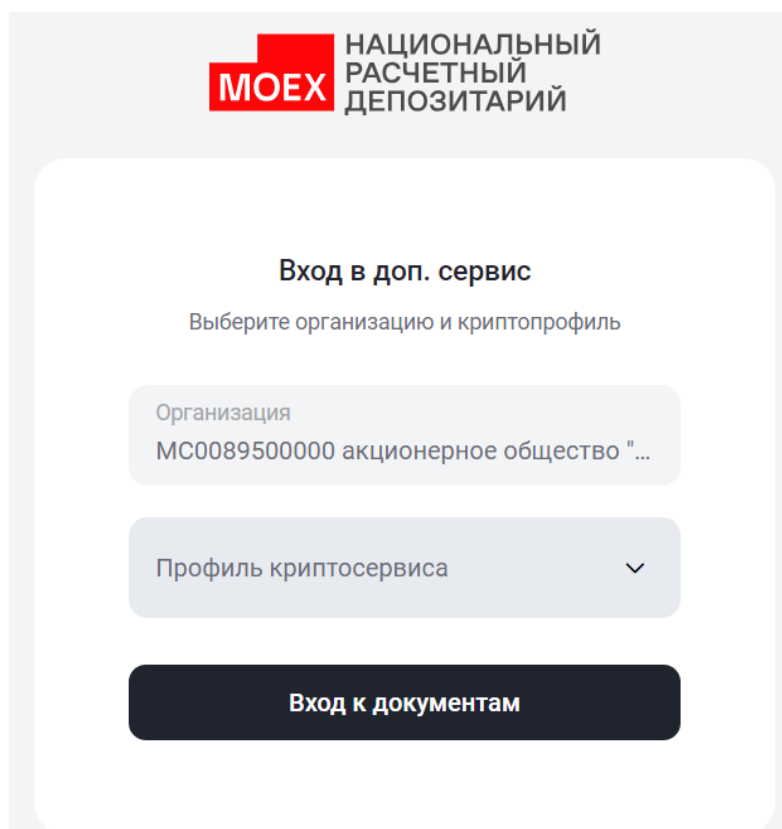 MOEX
НАЦИОНАЛЬНЫЙ
РАСЧЕТНЫЙ
ДЕПОЗИТАРИЙ
Вход в доп. сервис
Выберите организацию и криптопрофиль
Организация
MC0089500000 акционерное общество "...
Профиль криптосервиса
Вход к документам